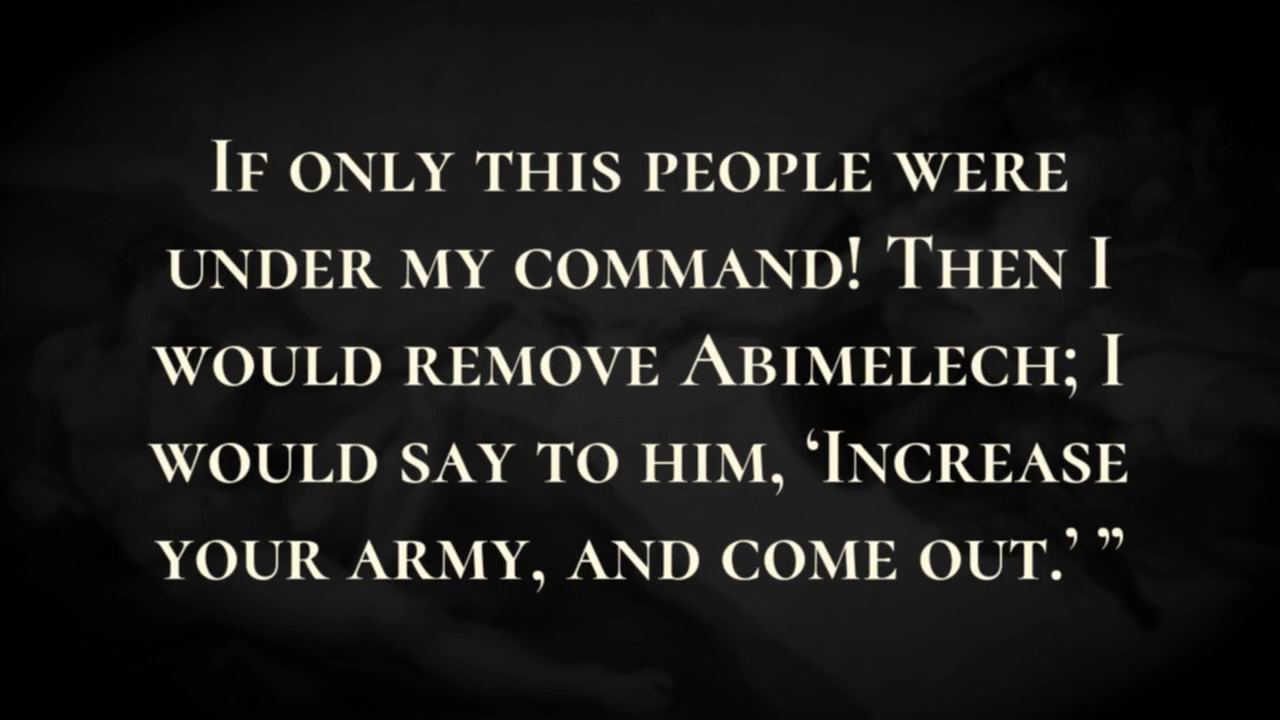 If only this people were
under my command! Then I
would remove Abimelech; I
would say to him, ‘Increase
your army, and come out.’ ”